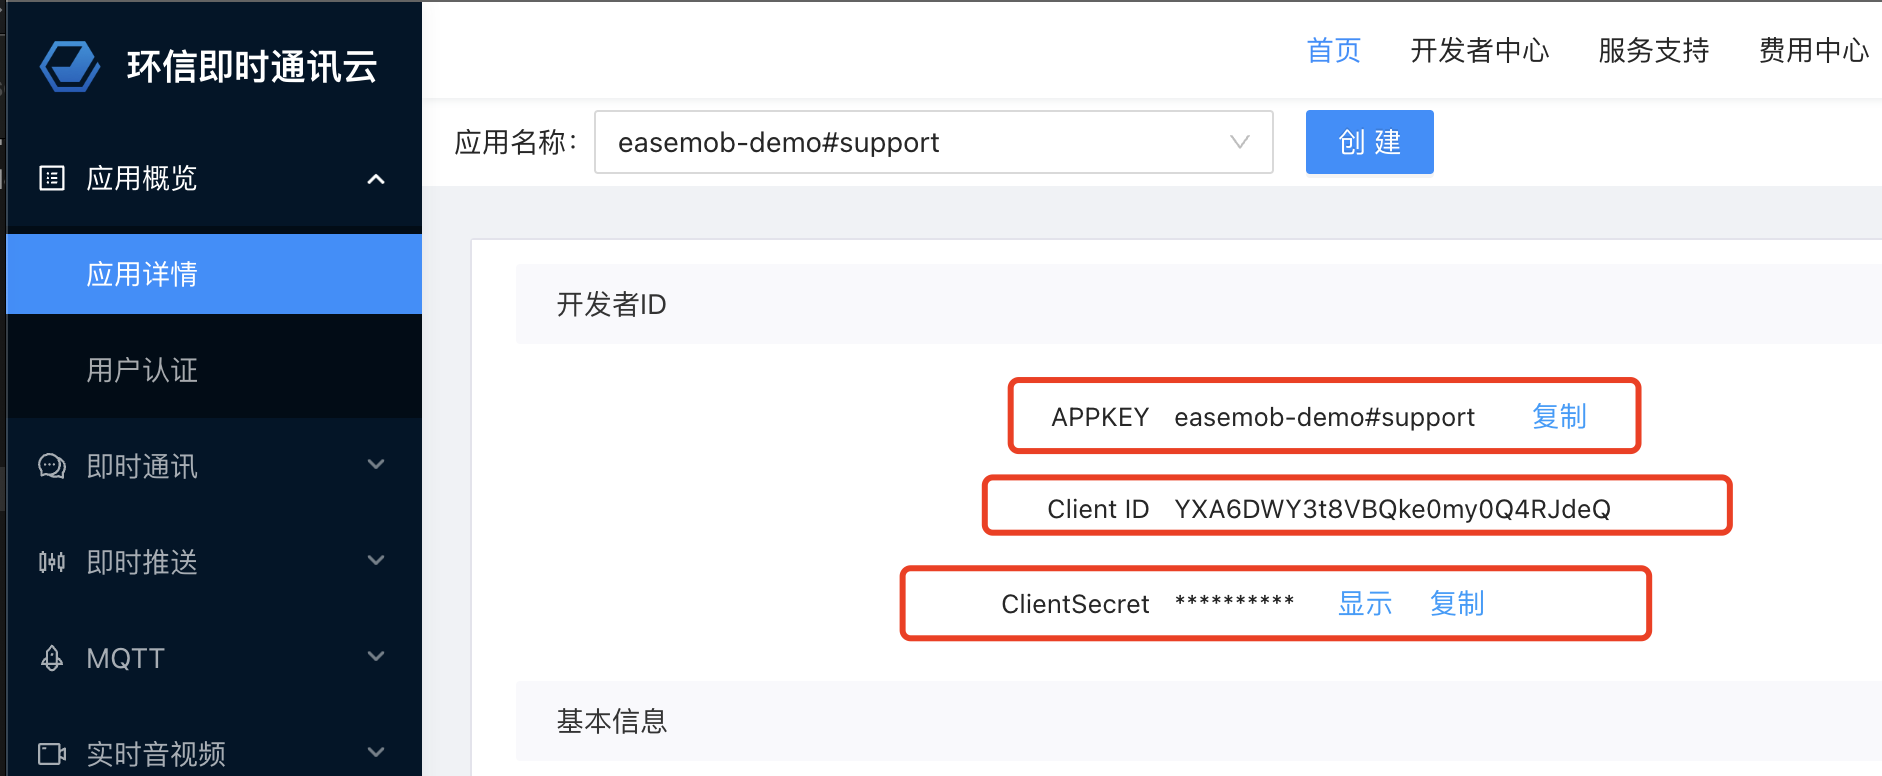 环信即时通讯云
首页 开发者中心 服务支持 费用中心
应用名称： easemob-demo#support 创 建
应用概览
应用详情
用户认证
即时通讯
即时推送
MQTT
实时音视频
开发者ID
APPKEY easemob-demo#support 复制
Client ID YXA6DWY3t8VBQke0my0Q4RJdeQ
ClientSecret ********** 显示 复制
基本信息